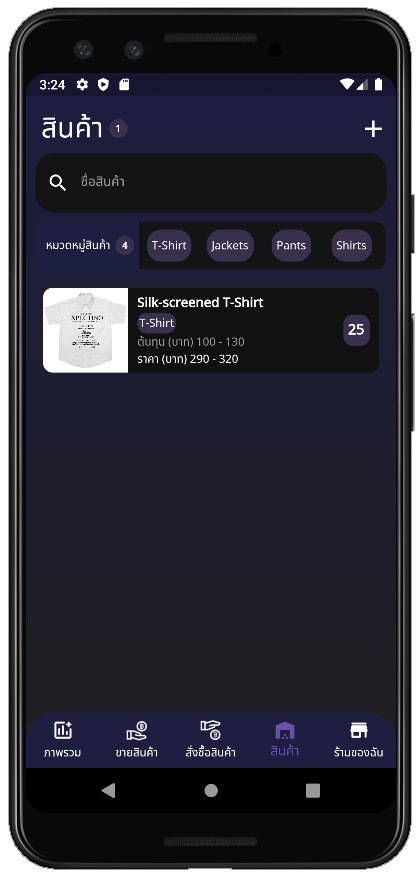 3:24
สินค้า 1
ชื่อสินค้า
หมวดหมู่สินค้า 4 T-Shirt Jackets Pants Shirts
Silk-screened T-Shirt
T-Shirt
ต้นทุน (บาท) 100 - 130
ราคา (บาท) 290 - 320
25
ภาพรวม ขายสินค้า สั่งซื้อสินค้า สินค้า ร้านของฉัน